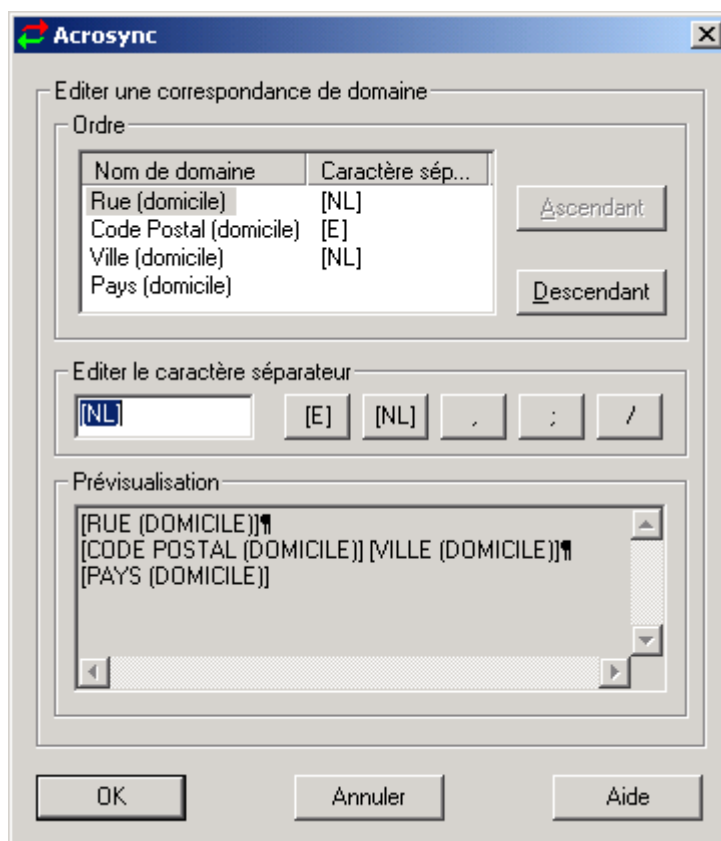 Acrosync
Editer une correspondance de domaine
Ordre
Nom de domaine Caractère sép...
Rue (domicile) [NL]
Code Postal (domicile) [E]
Ville (domicile) [NL]
Pays (domicile)
Ascendant
Descendant
Editer le caractère séparateur
[NL] [E] [NL] , ; /
Prévisualisation
[RUE (DOMICILE)]¶
[CODE POSTAL (DOMICILE)] [VILLE (DOMICILE)]¶
[PAYS (DOMICILE)]
OK Annuler Aide